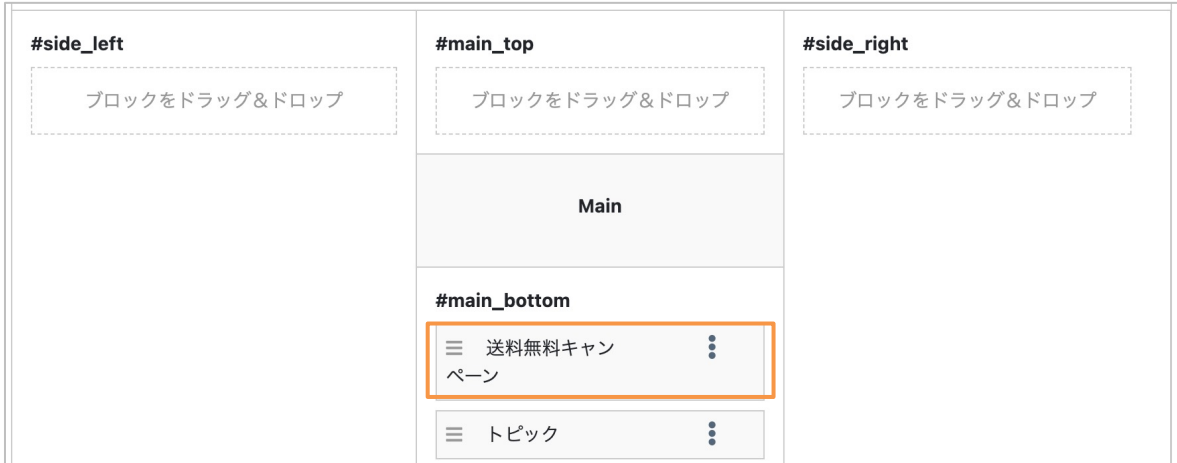 #side_left
ブロックをドラッグ&ドロップ
#main_top
ブロックをドラッグ&ドロップ
Main
#main_bottom
送料無料キャン
ペーン
トピック
#side_right
ブロックをドラッグ&ドロップ